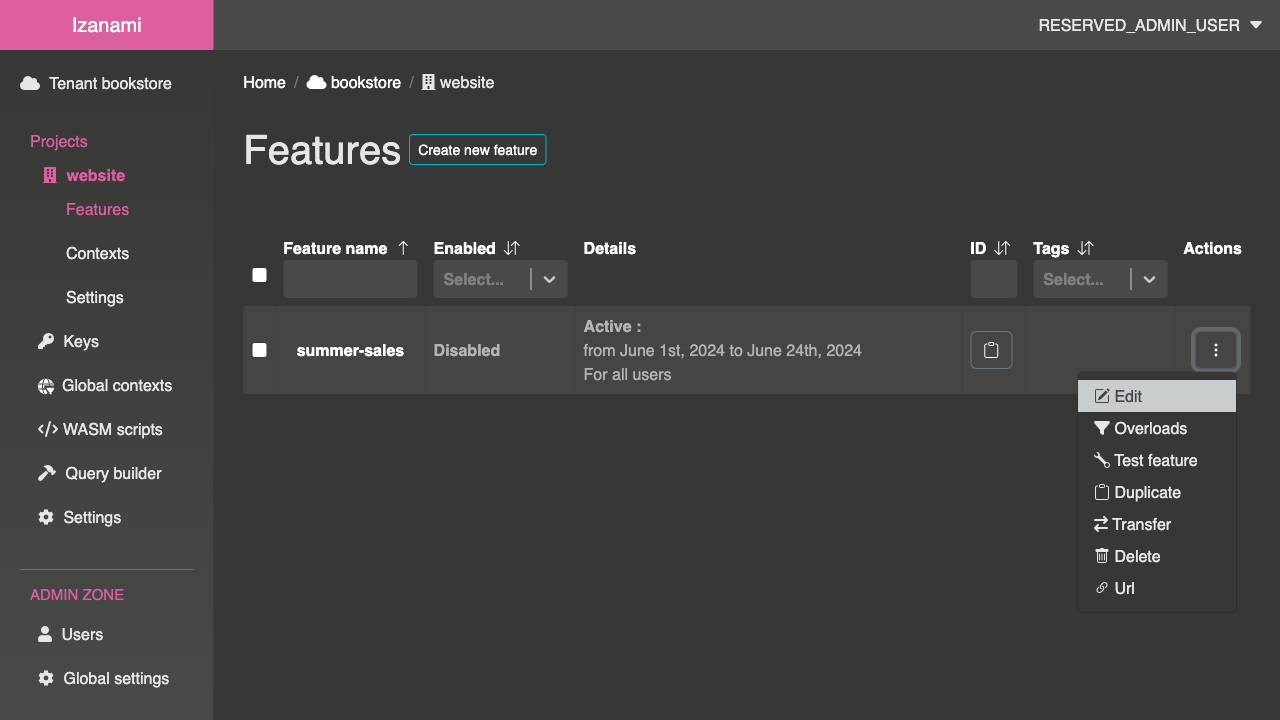 Izanami
RESERVED_ADMIN_USER
Tenant bookstore
Projects
website
Features
Contexts
Settings
Keys
Global contexts
WASM scripts
Query builder
Settings
ADMIN ZONE
Users
Global settings
Home / bookstore / website
Features Create new feature
Feature name Enabled Details ID Tags Actions
Select... Select...
summer-sales Disabled Active :
from June 1st, 2024 to June 24th, 2024
For all users
Edit
Overloads
Test feature
Duplicate
Transfer
Delete
Url